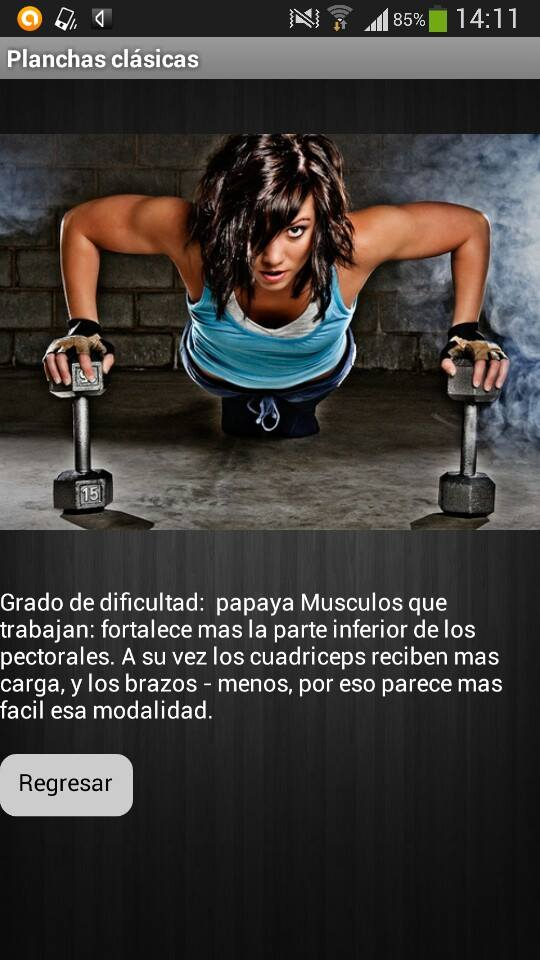 85% 14:11
Planchas clásicas
15
Grado de dificultad:  papaya Musculos que
trabajan: fortalece mas la parte inferior de los
pectorales. A su vez los cuadriceps reciben mas
carga, y los brazos - menos, por eso parece mas
facil esa modalidad.
Regresar